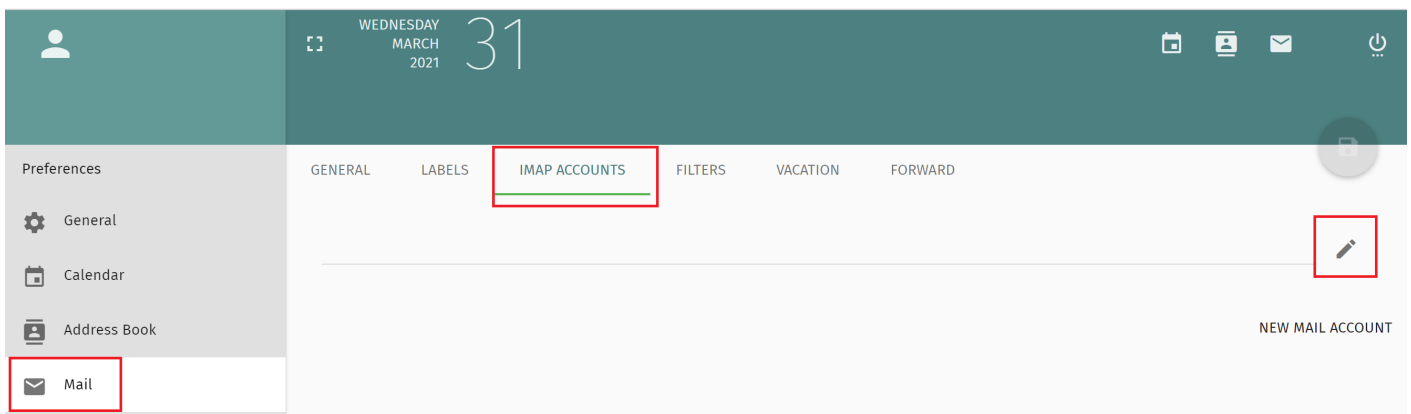 WEDNESDAY
MARCH
2021
31
Preferences
GENERAL LABELS IMAP ACCOUNTS FILTERS VACATION FORWARD
General
Calendar
Address Book
NEW MAIL ACCOUNT
Mail